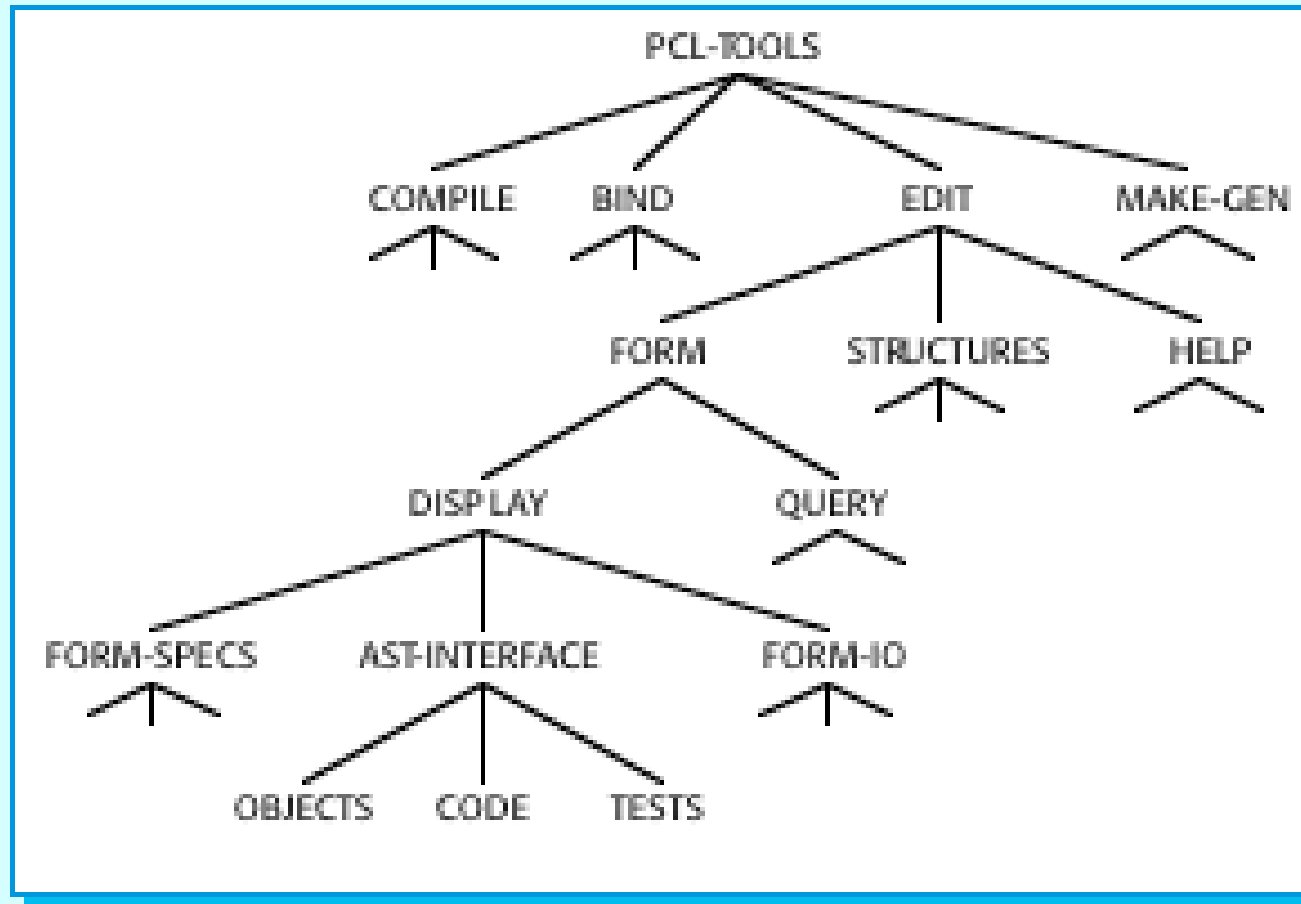 PCL-TOOLS
COMPILE BIND EDIT MAKE-GEN
FORM STRUCTURES HELP
DISPLAY QUERY
FORM-SPECS AST-INTERFACE FORM-IO
OBJECTS CODE TESTS